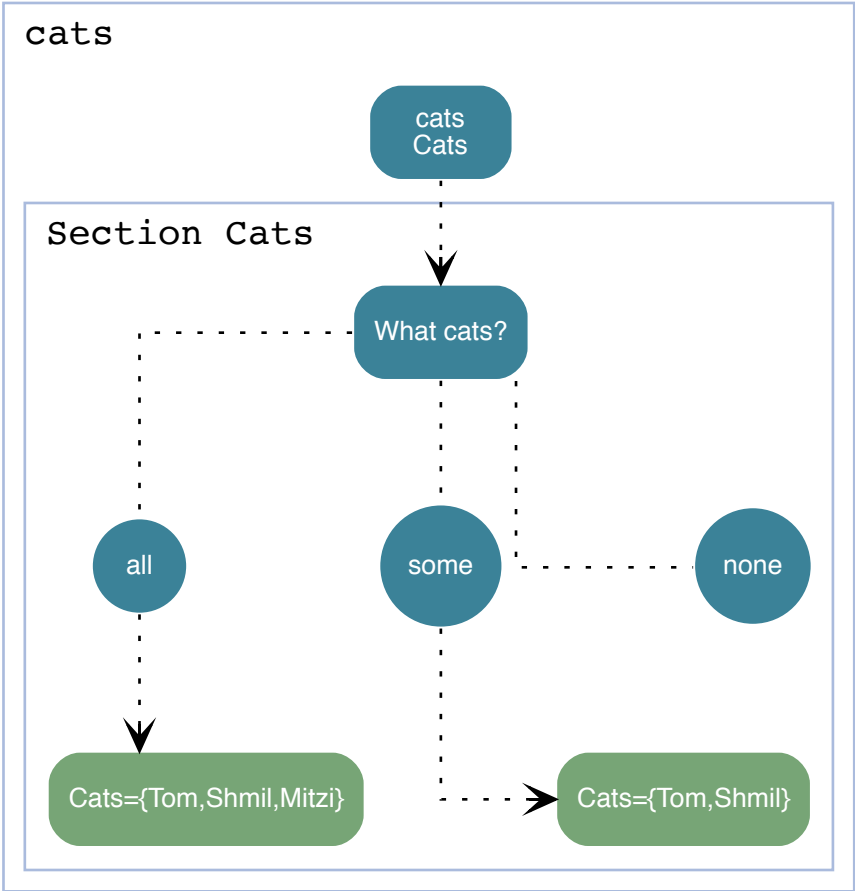 cats
cats
Cats
Section Cats
What cats?
all
some
none
Cats={Tom,Shmil,Mitzi}
Cats={Tom,Shmil}